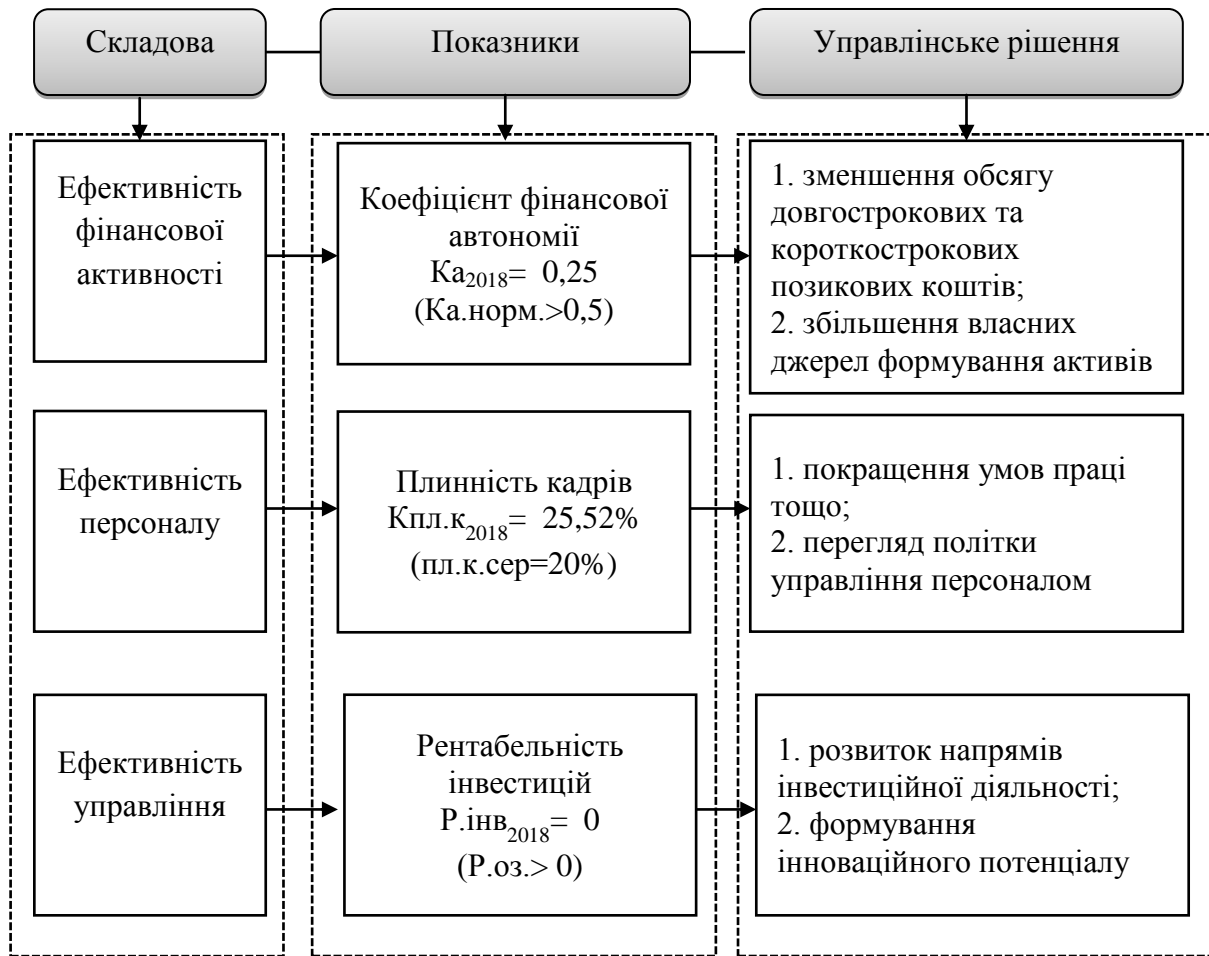 Складова
Показники
Управлінське рішення
Ефективність
фінансової
активності
Коефіцієнт фінансової
автономії
Ка2018= 0,25
(Ка.норм.>0,5)
1. зменшення обсягу
довгострокових та
короткострокових
позикових коштів;
2. збільшення власних
джерел формування активів
Ефективність
персоналу
Плинність кадрів
Кпл.к2018= 25,52%
(пл.к.сер=20%)
1. покращення умов праці
тощо;
2. перегляд політки
управління персоналом
Ефективність
управління
Рентабельність
інвестицій
Р.інв2018= 0
(Р.оз.> 0)
1. розвиток напрямів
інвестиційної діяльності;
2. формування
інноваційного потенціалу